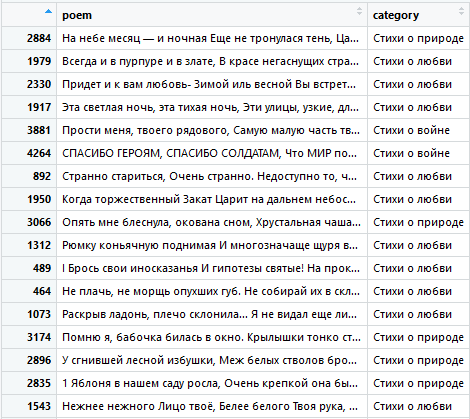 poem category
2884 На небе месяц — и ночная Еще не тронулася тень, Ца... Стихи о природе
1979 Всегда и в пурпуре и в злате, В красе негаснущих стра... Стихи о любви
2330 Придет и к вам любовь- Зимой иль весной Вы встрет... Стихи о любви
1917 Эта светлая ночь, эта тихая ночь, Эти улицы, узкие, дл... Стихи о любви
3881 Прости меня, твоего рядового, Самую малую часть тв... Стихи о войне
4264 СПАСИБО ГЕРОЯМ, СПАСИБО СОЛДАТАМ, Что МИР по... Стихи о войне
892 Странно стариться, Очень странно. Недоступно то, ч... Стихи о любви
1950 Когда торжественный Закат Царит на дальнем небос... Стихи о любви
3066 Опять мне блеснула, окована сном, Хрустальная чаша... Стихи о природе
1312 Рюмку коньячную поднимая И многозначаще щуря в... Стихи о любви
489 I Брось свои иносказанья И гипотезы святые! На прок... Стихи о любви
464 Не плачь, не морщь опухших губ. Не собирай их в скл... Стихи о любви
1073 Раскрыв ладонь, плечо склонила... Я не видал еще ли... Стихи о любви
3174 Помню я, бабочка билась в окно. Крылышки тонко ст... Стихи о природе
2896 У сгнившей лесной избушки, Меж белых стволов бро... Стихи о природе
2835 1 Яблоня в нашем саду росла, Очень крепкой она бы... Стихи о природе
1543 Нежнее нежного Лицо твоё, Белее белого Твоя рука, ... Стихи о любви